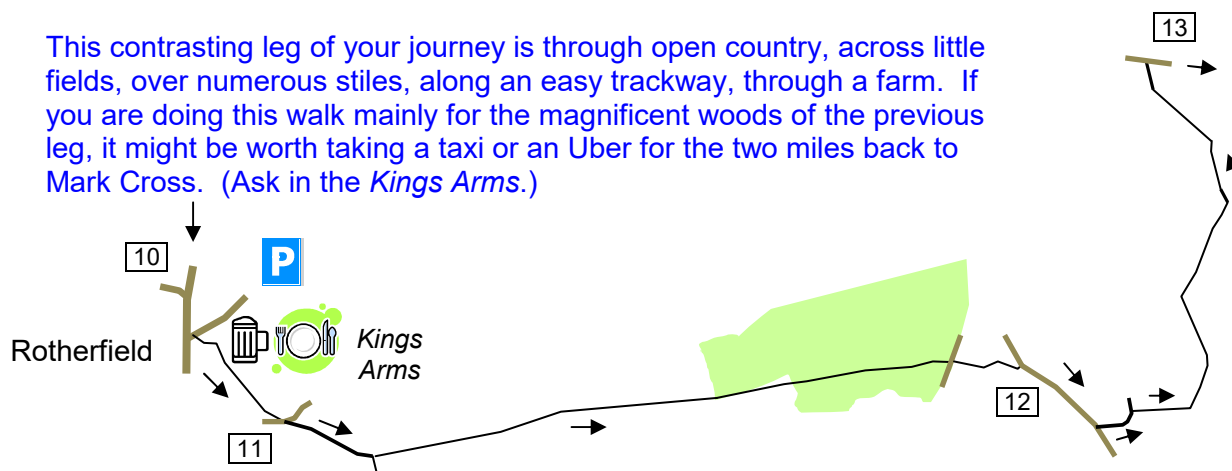 13
This contrasting leg of your journey is through open country, across little
fields, over numerous stiles, along an easy trackway, through a farm.  If
you are doing this walk mainly for the magnificent woods of the previous
leg, it might be worth taking a taxi or an Uber for the two miles back to
Mark Cross.  (Ask in the Kings Arms.)
10
P
Rotherfield
Kings
Arms
12
11